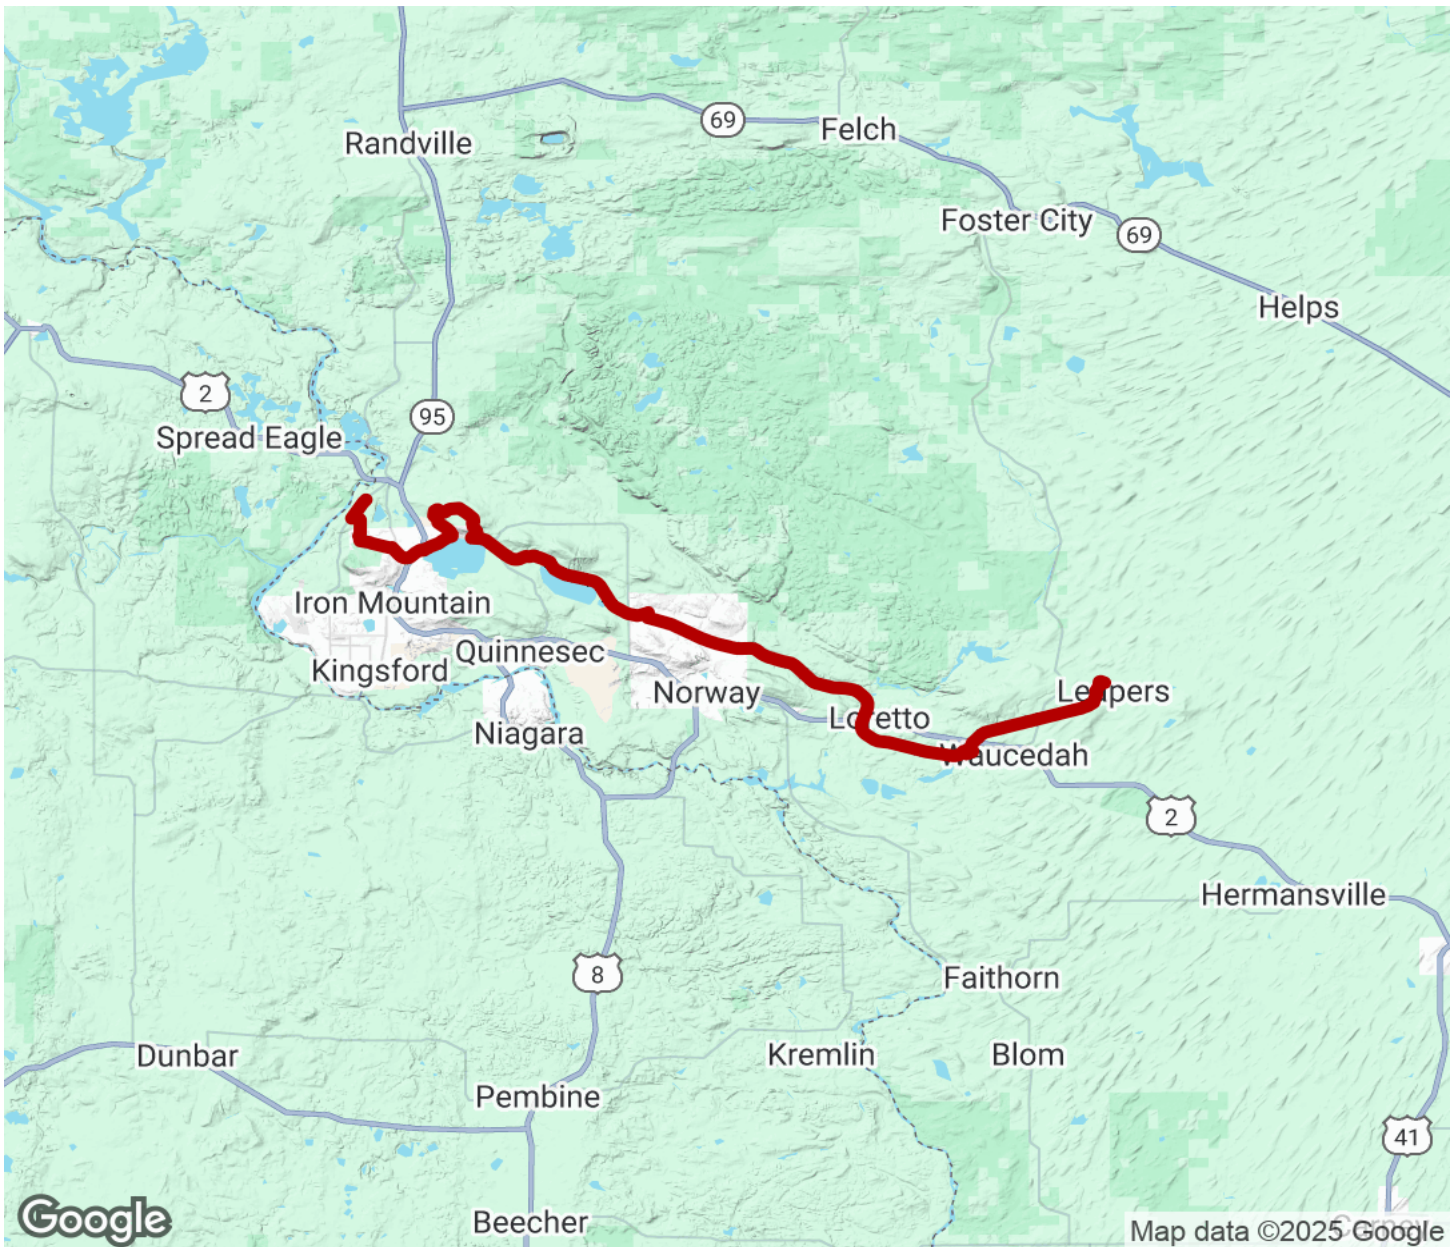 69
Randville
Felch
Foster City
69
Helps
2
95
Spread Eagle
Iron Mountain
Quinnesec
Kingsford
Norway
Niagara
Loretto
Waucedah
2
Hermansville
8
Faithorn
Dunbar
Kremlin
Blom
Pembine
41
Beecher
Google
Map data ©2025 Google